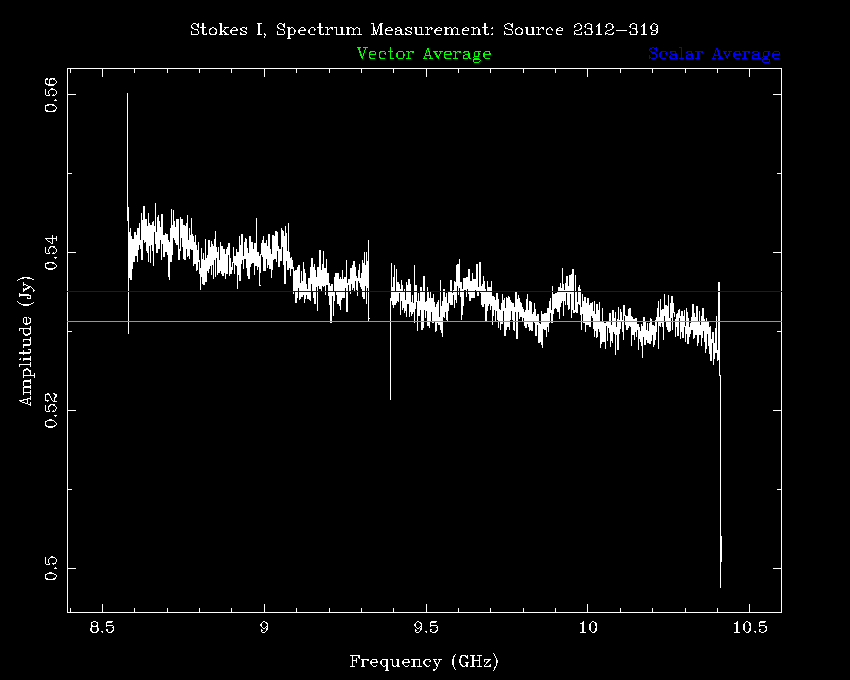 Stokes I, Spectrum Measurement: Source 2312-319
Vector Average
Scalar Average
0.56
0.54
0.52
0.5
Amplitude (Jy)
8.5
9
9.5
10
10.5
Frequency (GHz)